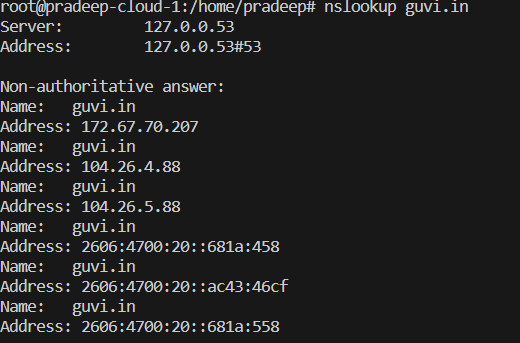 root@pradeep-cloud-1:/home/pradeep# nslookup guvi.in
Server:         127.0.0.53
Address:        127.0.0.53#53

Non-authoritative answer:
Name:   guvi.in
Address: 172.67.70.207
Name:   guvi.in
Address: 104.26.4.88
Name:   guvi.in
Address: 104.26.5.88
Name:   guvi.in
Address: 2606:4700:20::681a:458
Name:   guvi.in
Address: 2606:4700:20::ac43:46cf
Name:   guvi.in
Address: 2606:4700:20::681a:558